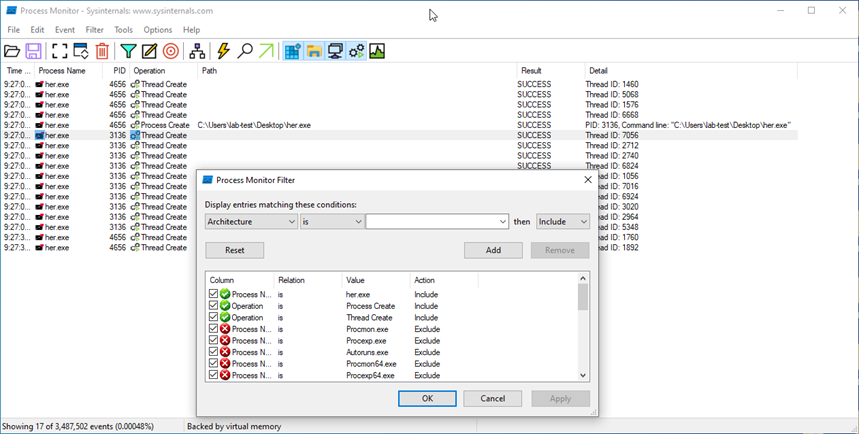 Process Monitor - Sysinternals: www.sysinternals.com
File Edit Event Filter Tools Options Help
Time ... Process Name PID Operation Path Result Detail
9:27:0... her.exe 4656 Thread Create SUCCESS Thread ID: 1460
9:27:0... her.exe 4656 Thread Create SUCCESS Thread ID: 5068
9:27:0... her.exe 4656 Thread Create SUCCESS Thread ID: 1576
9:27:0... her.exe 4656 Thread Create SUCCESS Thread ID: 6668
9:27:0... her.exe 4656 Process Create C:\Users\lab-test\Desktop\her.exe SUCCESS PID: 3136, Command line: "C:\Users\lab-test\Desktop\her.exe"
9:27:0... her.exe 3136 Thread Create SUCCESS Thread ID: 7056
9:27:0... her.exe 3136 Thread Create SUCCESS Thread ID: 2712
9:27:0... her.exe 3136 Thread Create SUCCESS Thread ID: 2740
9:27:0... her.exe 3136 Thread Create SUCCESS Thread ID: 6824
9:27:0... her.exe 3136 Thread Create Thread ID: 1056
9:27:0... her.exe 3136 Thread Create Thread ID: 7016
9:27:0... her.exe 3136 Thread Create Thread ID: 6924
9:27:0... her.exe 3136 Thread Create Thread ID: 3020
9:27:0... her.exe 3136 Thread Create Thread ID: 2964
9:27:0... her.exe 3136 Thread Create Thread ID: 5348
9:27:3... her.exe 4656 Thread Create Thread ID: 1760
9:27:3... her.exe 4656 Thread Create Thread ID: 1892
Process Monitor Filter
Display entries matching these conditions:
Architecture is then Include
Reset Add Remove
Column Relation Value Action
Process N... is her.exe Include
Operation is Process Create Include
Operation is Thread Create Include
Process N... is Procmon.exe Exclude
Process N... is Procexp.exe Exclude
Process N... is Autoruns.exe Exclude
Process N... is Procmon64.exe Exclude
Process N... is Procexp64.exe Exclude
OK Cancel Apply
Showing 17 of 3,487,502 events (0.00048%) Backed by virtual memory